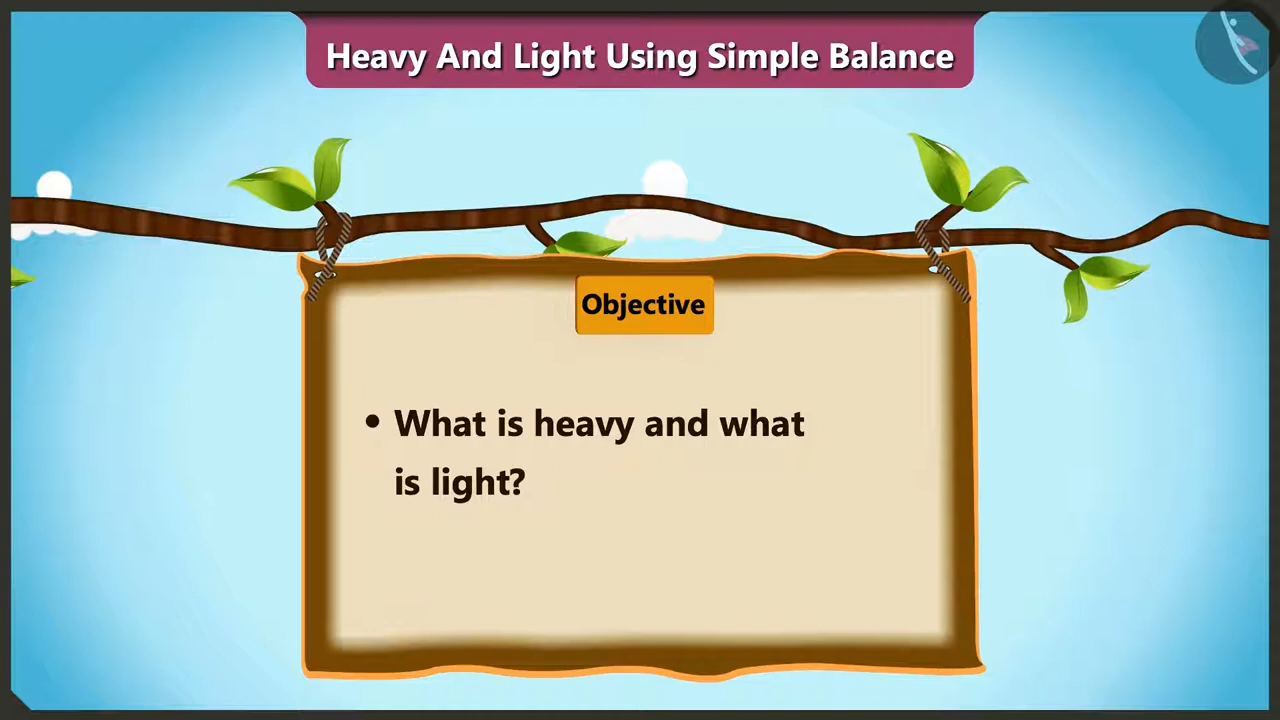 Heavy And Light Using Simple Balance
Objective
• What is heavy and what
is light?